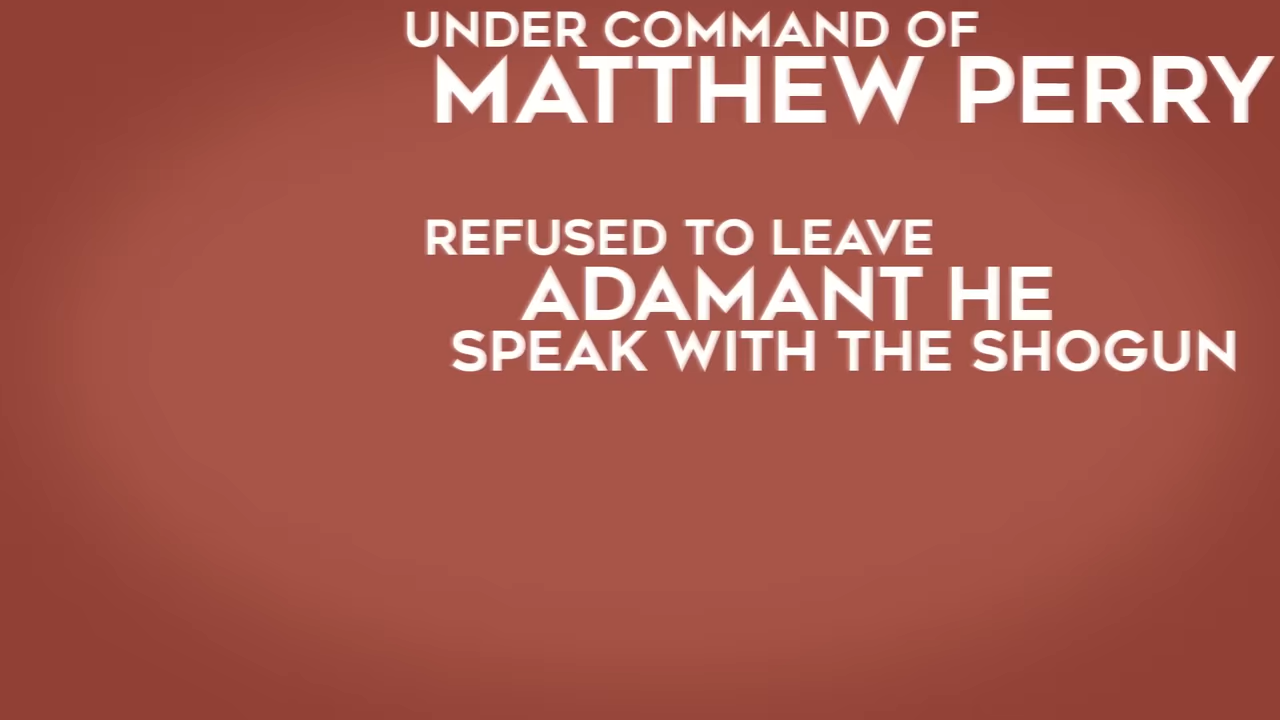 UNDER COMMAND OF
MATTHEW PERRY
REFUSED TO LEAVE
ADAMANT HE
SPEAK WITH THE SHOGUN